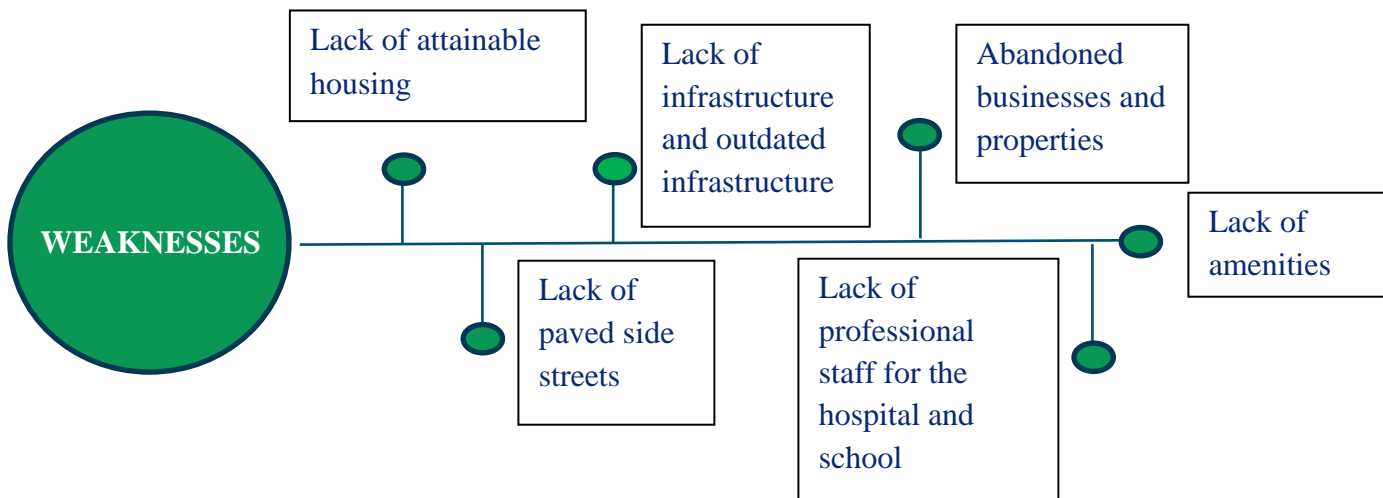 WEAKNESSES
Lack of attainable
housing
Lack of
paved side
streets
Lack of
infrastructure
and outdated
infrastructure
Lack of
professional
staff for the
hospital and
school
Abandoned
businesses and
properties
Lack of
amenities